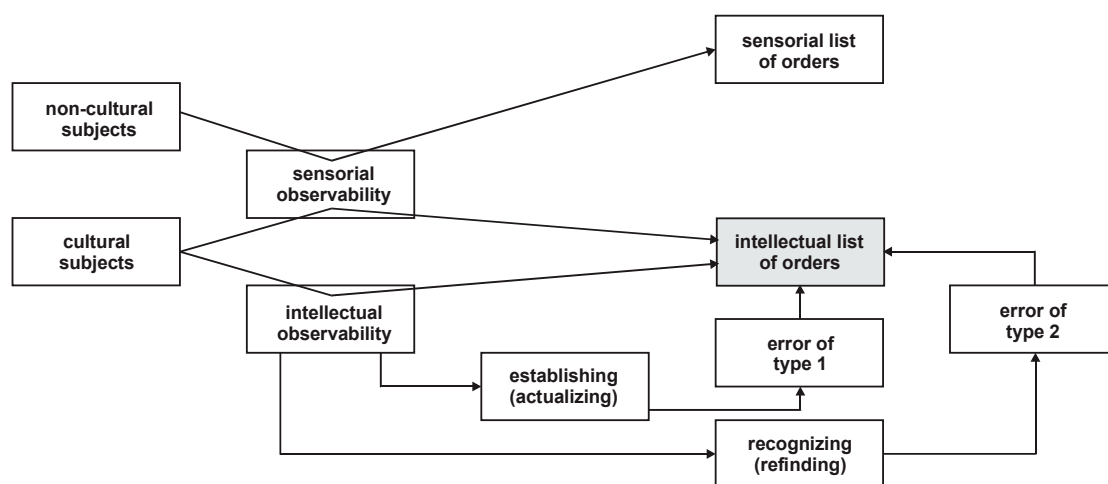 sensorial list
of orders
non-cultural
subjects
sensorial
observability
cultural
subjects
intellectual list
of orders
intellectual
observability
error of
type 2
error of
type 1
establishing
(actualizing)
recognizing
(refinding)